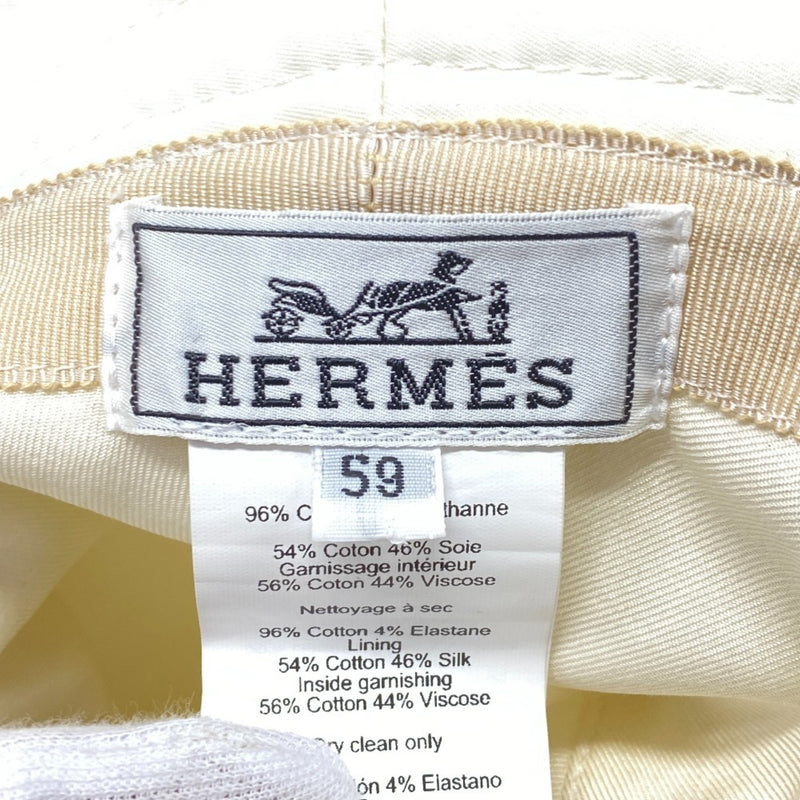 HERMÈS
59
96% C thanne
54% Coton 46% Soie
Garnissage intérieur
56% Coton 44% Viscose
Nettoyage à sec
96% Cotton 4% Elastane
Lining
54% Cotton 46% Silk
Inside garnishing
56% Cotton 44% Viscose
Dry clean only
ón 4% Elastano